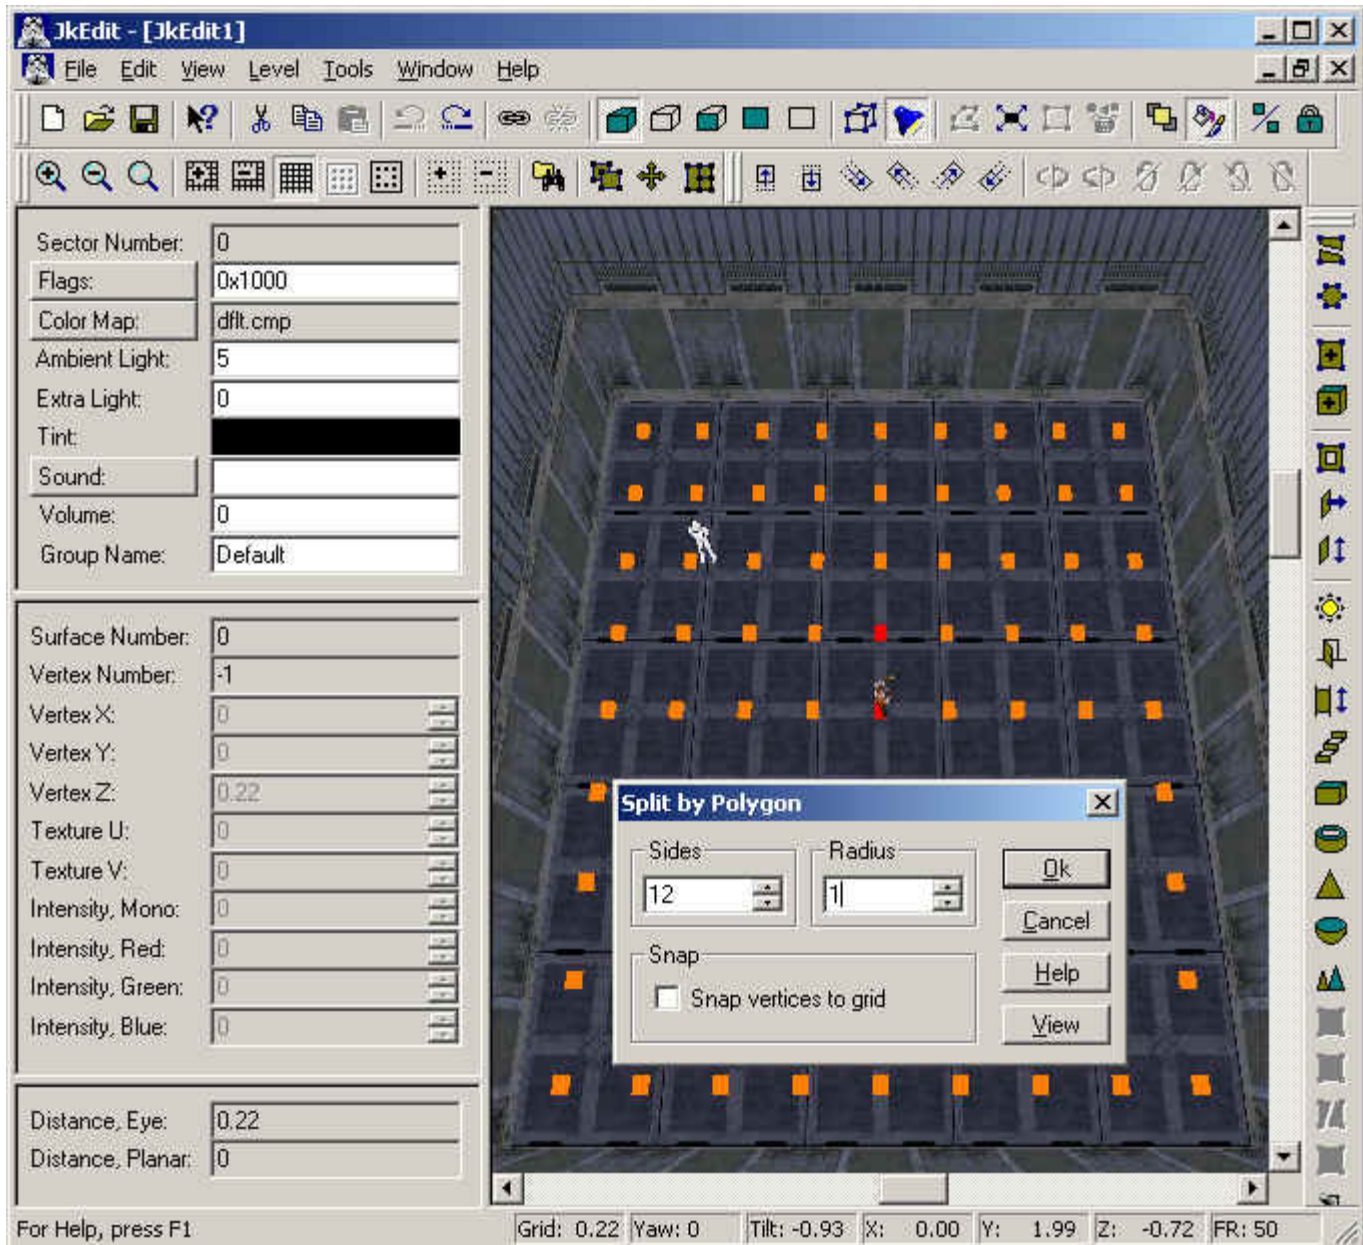 JkEdit - [JkEdit1]
File Edit View Level Tools Window Help
Sector Number: 0
Flags: 0x1000
Color Map: dflt.cmp
Ambient Light: 5
Extra Light: 0
Tint:
Sound:
Volume: 0
Group Name: Default
Surface Number: 0
Vertex Number: -1
Vertex X: 0
Vertex Y: 0
Vertex Z: 0.22
Texture U: 0
Texture V: 0
Intensity, Mono: 0
Intensity, Red: 0
Intensity, Green: 0
Intensity, Blue: 0
Distance, Eye: 0.22
Distance, Planar: 0
Split by Polygon
Sides Radius
12 1
Ok
Cancel
Snap
Snap vertices to grid
Help
View
For Help, press F1 Grid: 0.22 Yaw: 0 Tilt: -0.93 X: 0.00 Y: 1.99 Z: -0.72 FR: 50